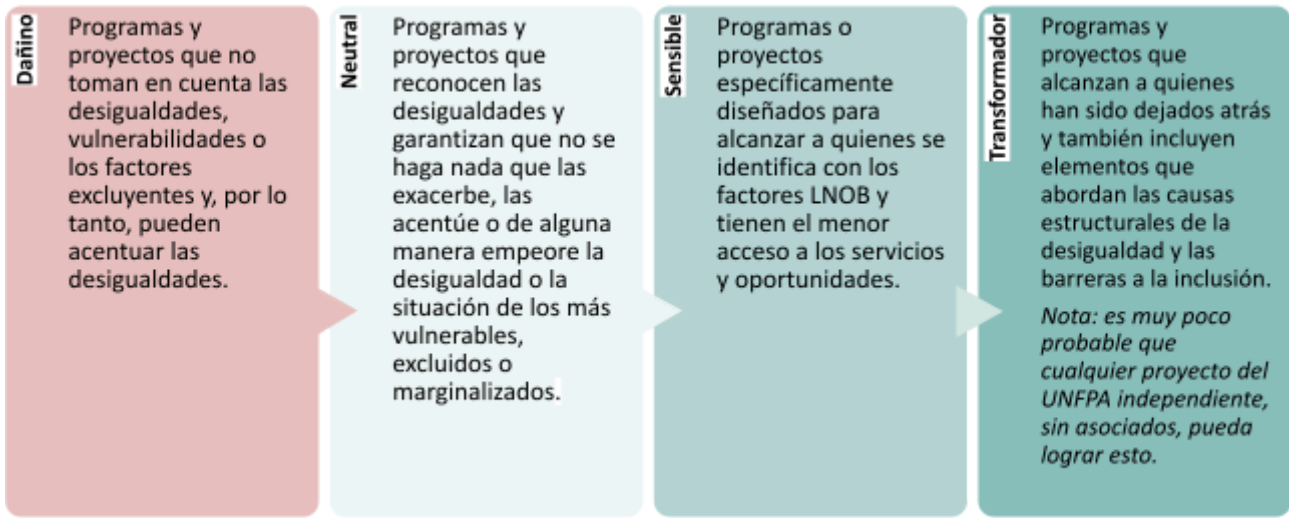 Dañino
Programas y
proyectos que no
toman en cuenta las
desigualdades,
vulnerabilidades o
los factores
excluyentes y, por lo
tanto, pueden
acentuar las
desigualdades.
Neutral
Programas y
proyectos que
reconocen las
desigualdades y
garantizan que no se
haga nada que las
exacerbe, las
acentúe o de alguna
manera empeore la
desigualdad o la
situación de los más
vulnerables,
excluidos o
marginalizados.
Sensible
Programas o
proyectos
específicamente
diseñados para
alcanzar a quienes se
identifica con los
factores LNOB y
tienen el menor
acceso a los servicios
y oportunidades.
Transformador
Programas y
proyectos que
alcanzan a quienes
han sido dejados atrás
y también incluyen
elementos que
abordan las causas
estructurales de la
desigualdad y las
barreras a la inclusión.
Nota: es muy poco
probable que
cualquier proyecto del
UNFPA independiente,
sin asociados, pueda
lograr esto.